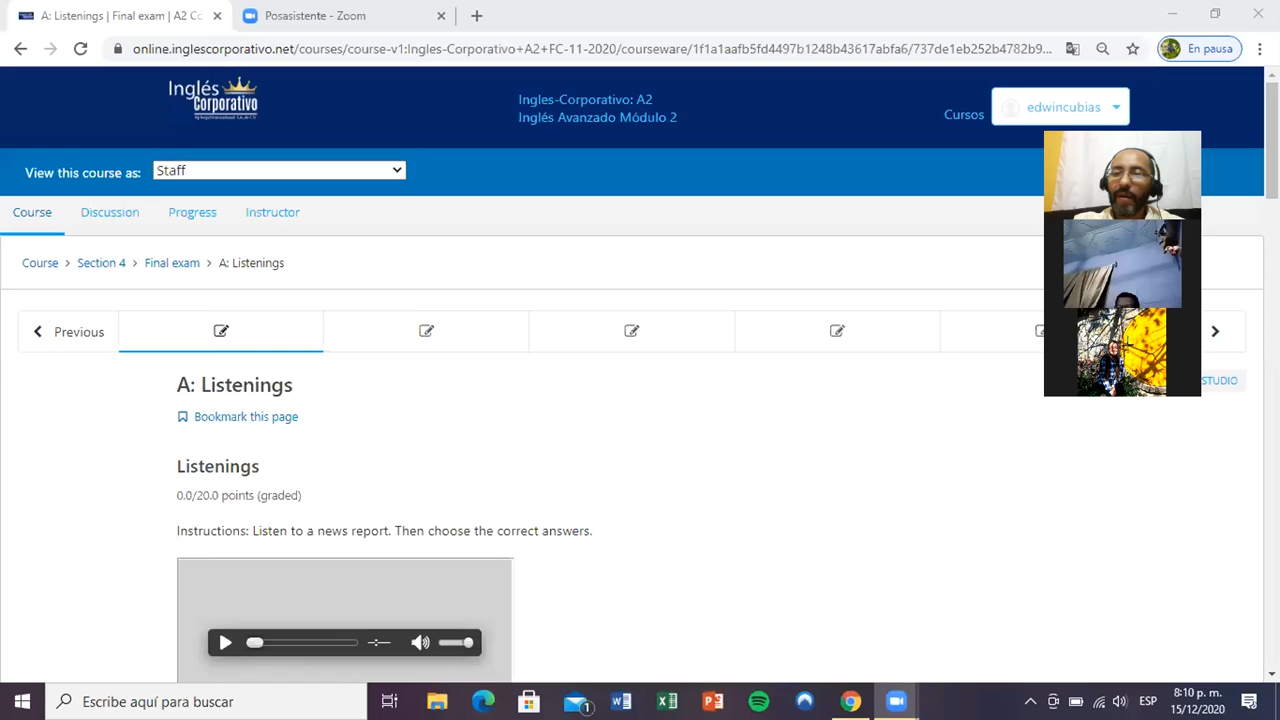 A: Listenings | Final exam | A2 Co
Posasistente - Zoom
online.inglescorporativo.net/courses/course-v1:Ingles-Corporativo+A2+FC-11-2020/courseware/1f1a1aafb5fd4497b1248b43617abfa6/737de1eb252b4782b9...
En pausa
Inglés
Corporativo
Ingles-Corporativo: A2
Inglés Avanzado Módulo 2
Cursos
edwincubias
View this course as:
Staff
Course
Discussion
Progress
Instructor
Course > Section 4 > Final exam > A: Listenings
Previous
STUDIO
A: Listenings
Bookmark this page
Listenings
0.0/20.0 points (graded)
Instructions: Listen to a news report. Then choose the correct answers.
Escribe aquí para buscar
1
ESP
8:10 p. m.
15/12/2020